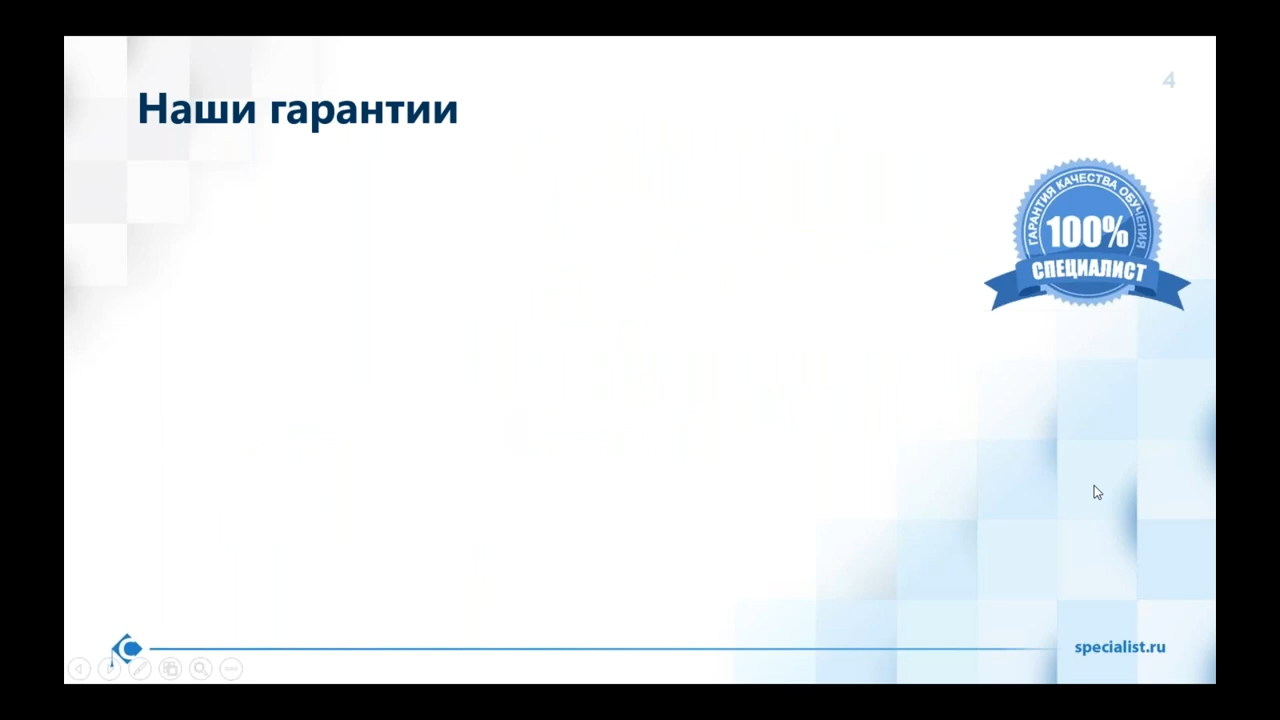 4
Наши гарантии
ГАРАНТИЯ КАЧЕСТВА ОБУЧЕНИЯ
100%
СПЕЦИАЛИСТ
specialist.ru